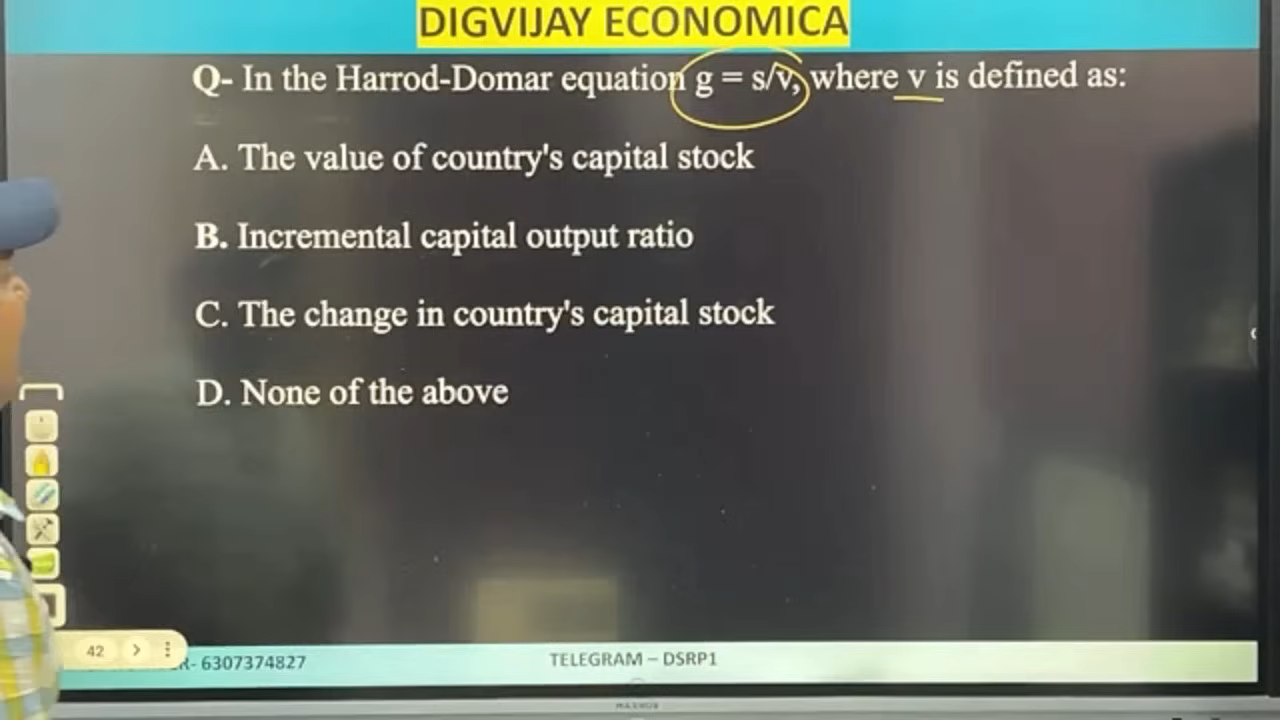 DIGVIJAY ECONOMICA
Q- In the Harrod-Domar equation g = s/v, where v is defined as:
A. The value of country's capital stock
B. Incremental capital output ratio
C. The change in country's capital stock
D. None of the above
42
R- 6307374827
TELEGRAM – DSRP1
MAXHUB